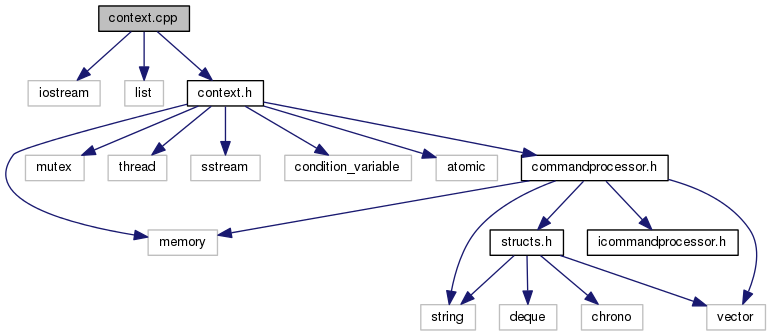 context.cpp
iostream
list
context.h
mutex
thread
sstream
condition_variable
atomic
commandprocessor.h
memory
structs.h
icommandprocessor.h
string
deque
chrono
vector